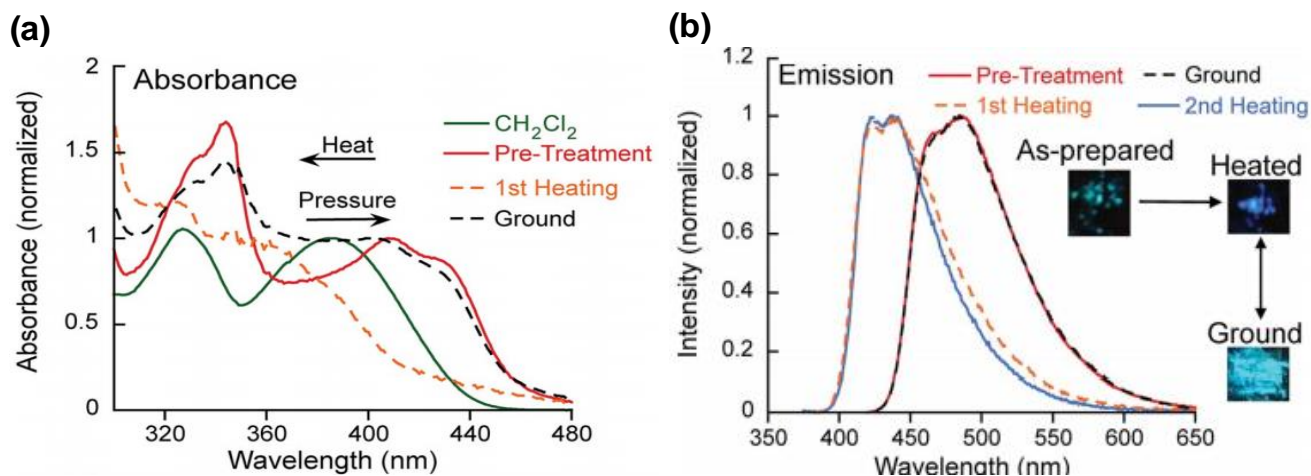 (a)
Absorbance
CH₂Cl₂
Pre-Treatment
1st Heating
Ground
Heat
Pressure
2
1.5
1
0.5
0
320 360 400 440 480
Wavelength (nm)
Absorbance (normalized)
(b)
Emission
Pre-Treatment
Ground
1st Heating
2nd Heating
As-prepared
Heated
Ground
1.2
1
0.8
0.6
0.4
0.2
0
350 400 450 500 550 600 650
Wavelength (nm)
Intensity (normalized)